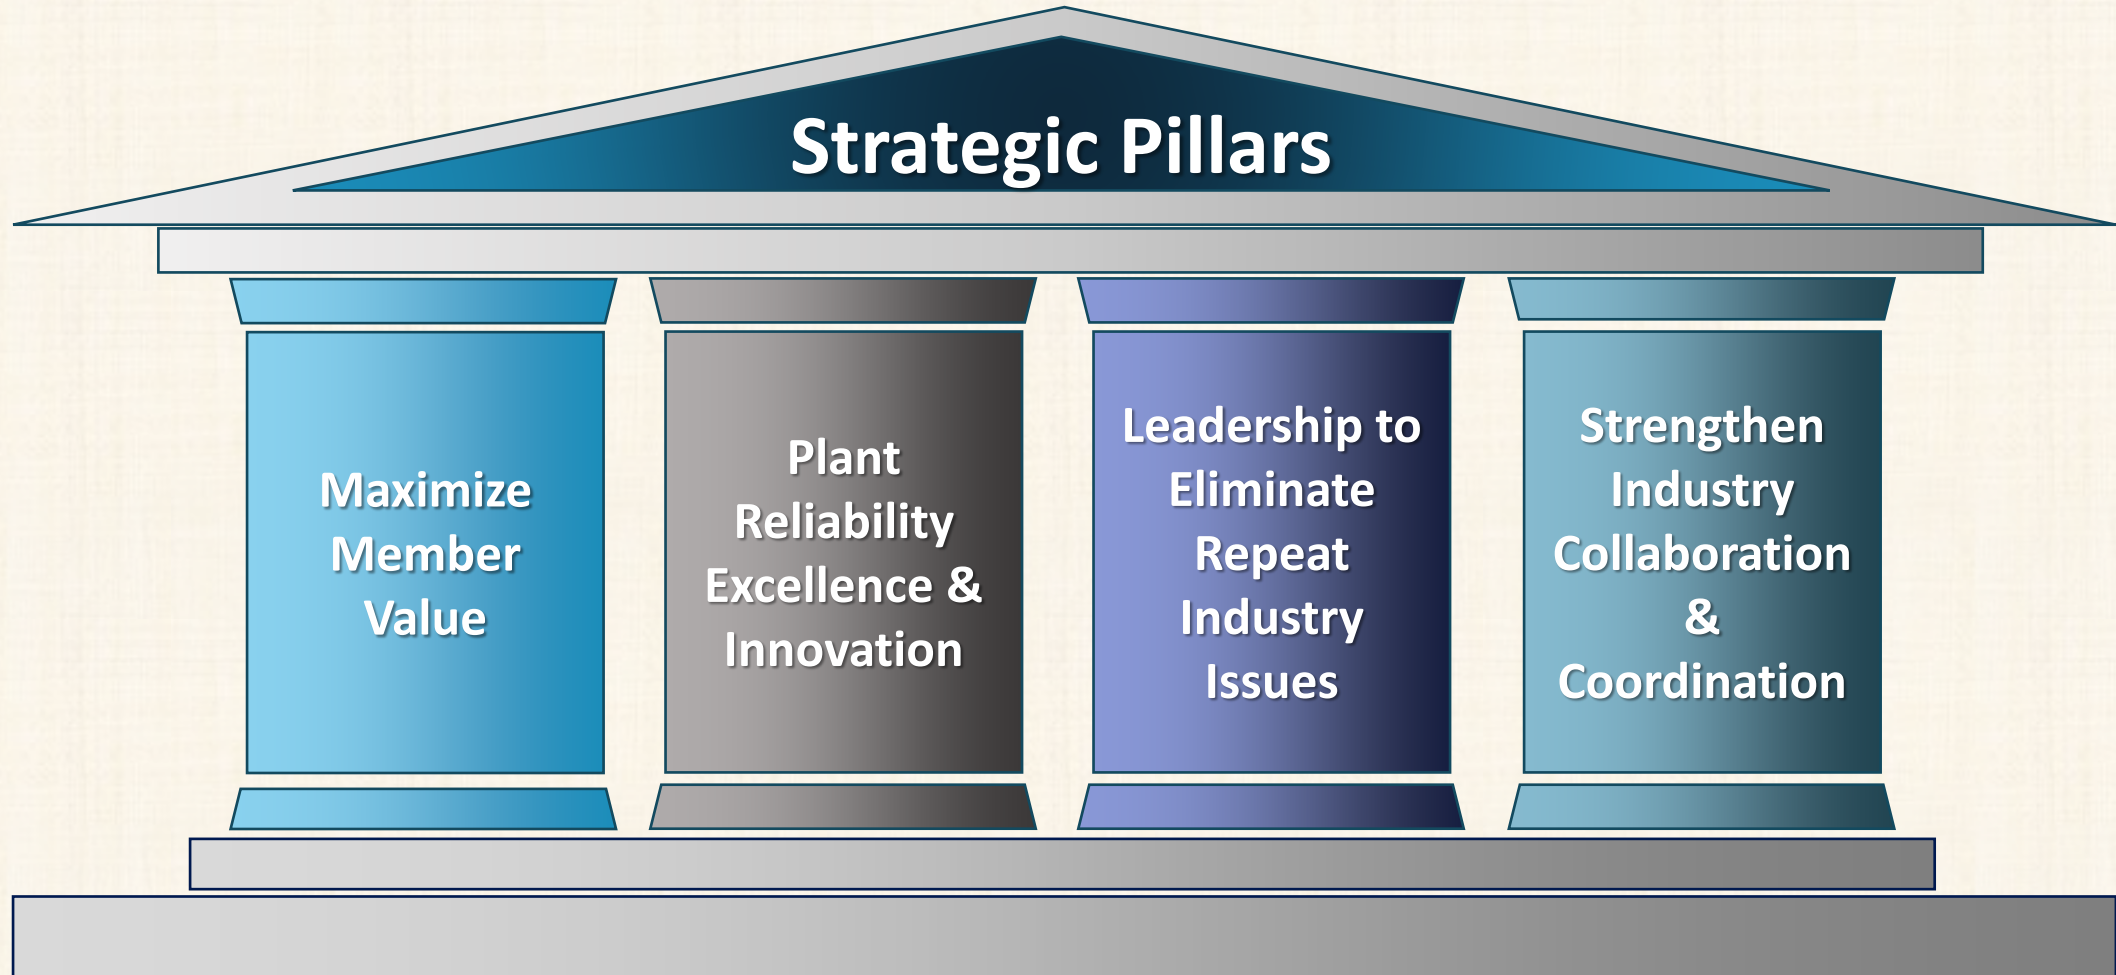 Strategic Pillars
Maximize
Member
Value
Plant
Reliability
Excellence &
Innovation
Leadership to
Eliminate
Repeat
Industry
Issues
Strengthen
Industry
Collaboration
&
Coordination